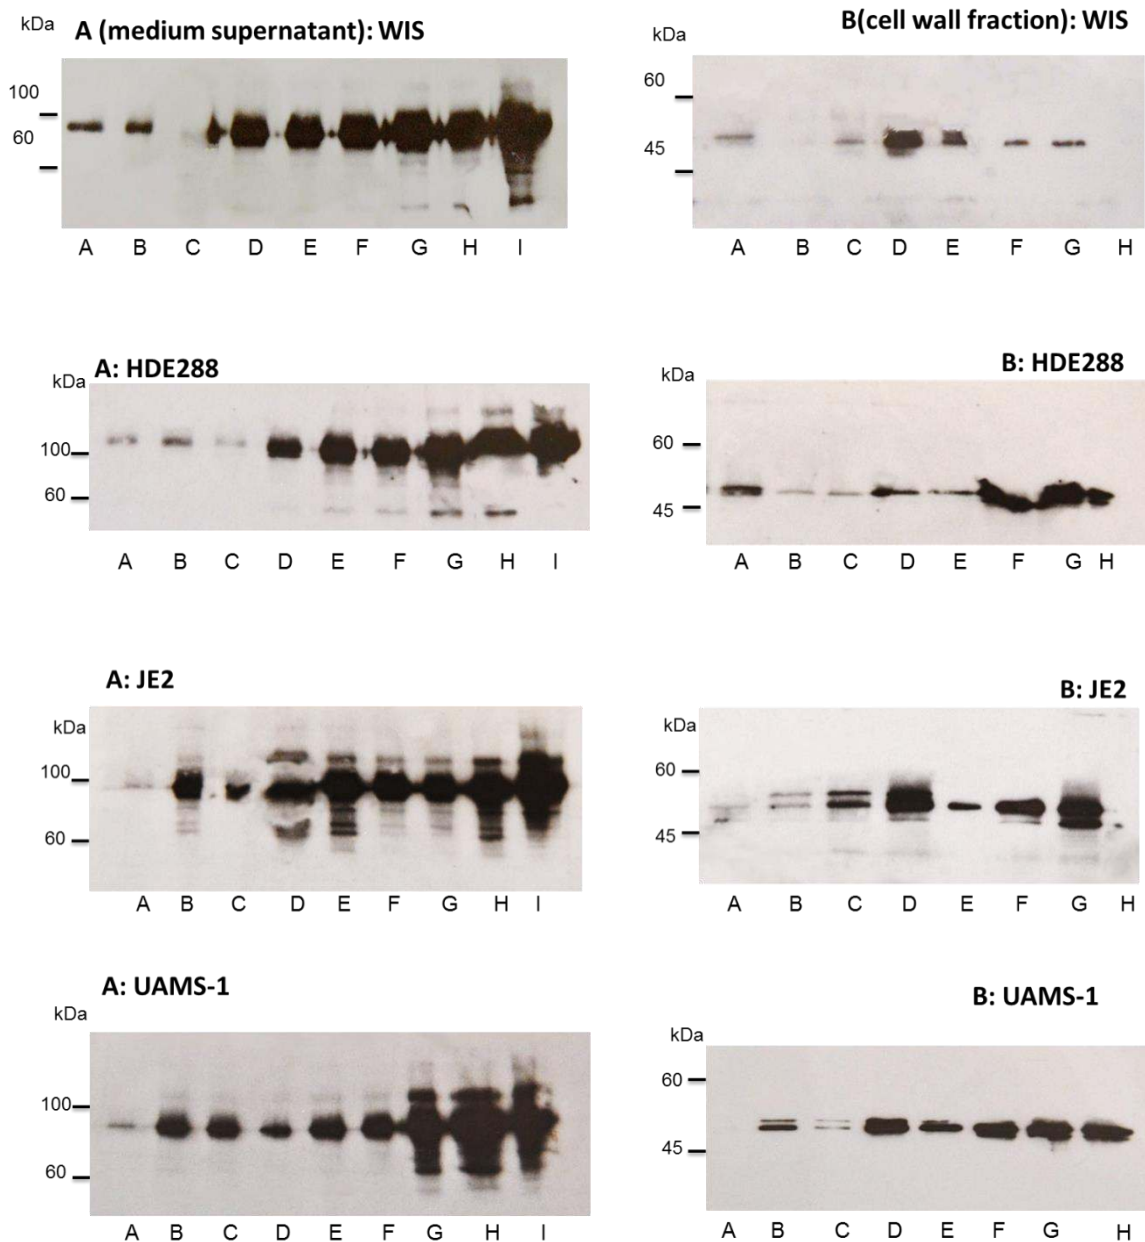 kDa
A (medium supernatant): WIS
100
60
A B C D E F G H I
B(cell wall fraction): WIS
kDa
60
45
A B C D E F G H
A: HDE288
kDa
100
60
A B C D E F G H I
B: HDE288
kDa
60
45
A B C D E F G H
A: JE2
kDa
100
60
A B C D E F G H I
B: JE2
kDa
60
45
A B C D E F G H
A: UAMS-1
kDa
100
60
A B C D E F G H I
B: UAMS-1
kDa
60
45
A B C D E F G H